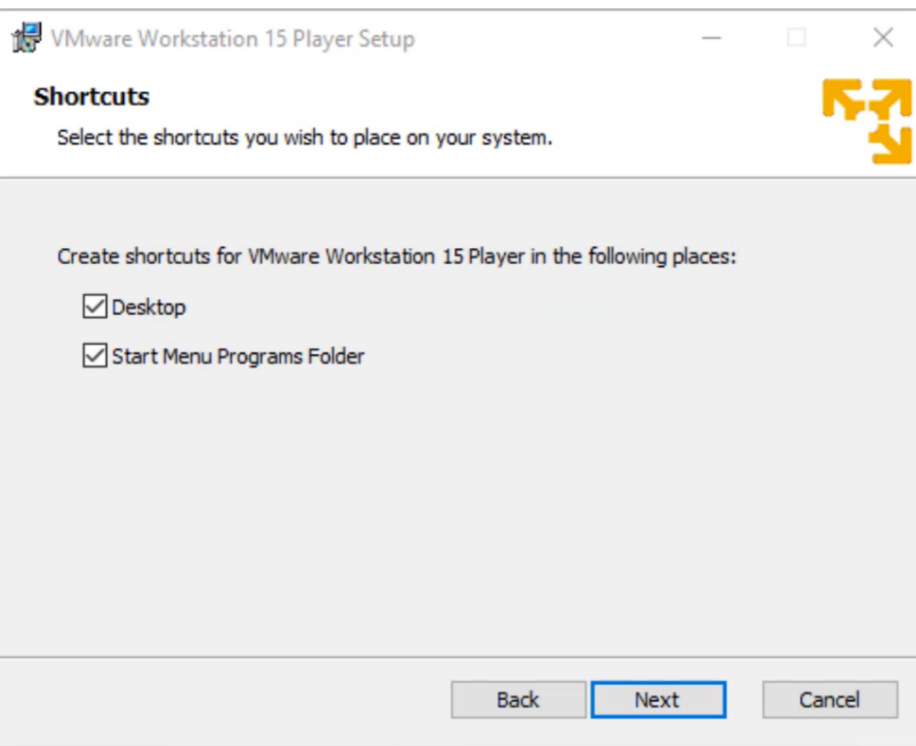 VMware Workstation 15 Player Setup
Shortcuts
Select the shortcuts you wish to place on your system.
Create shortcuts for VMware Workstation 15 Player in the following places:
Desktop
Start Menu Programs Folder
Back Next Cancel